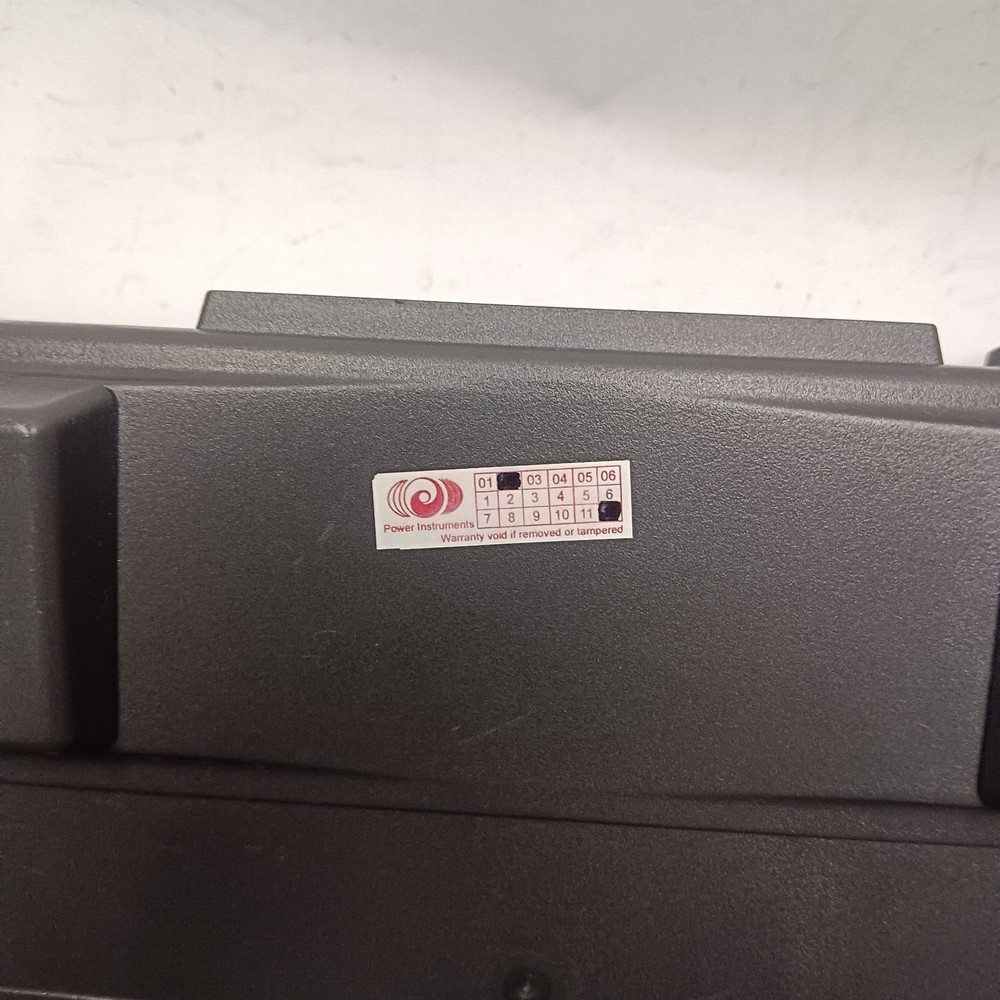 01 03 04 05 06
1 2 3 4 5 6
7 8 9 10 11
Power Instruments
Warranty void if removed or tampered